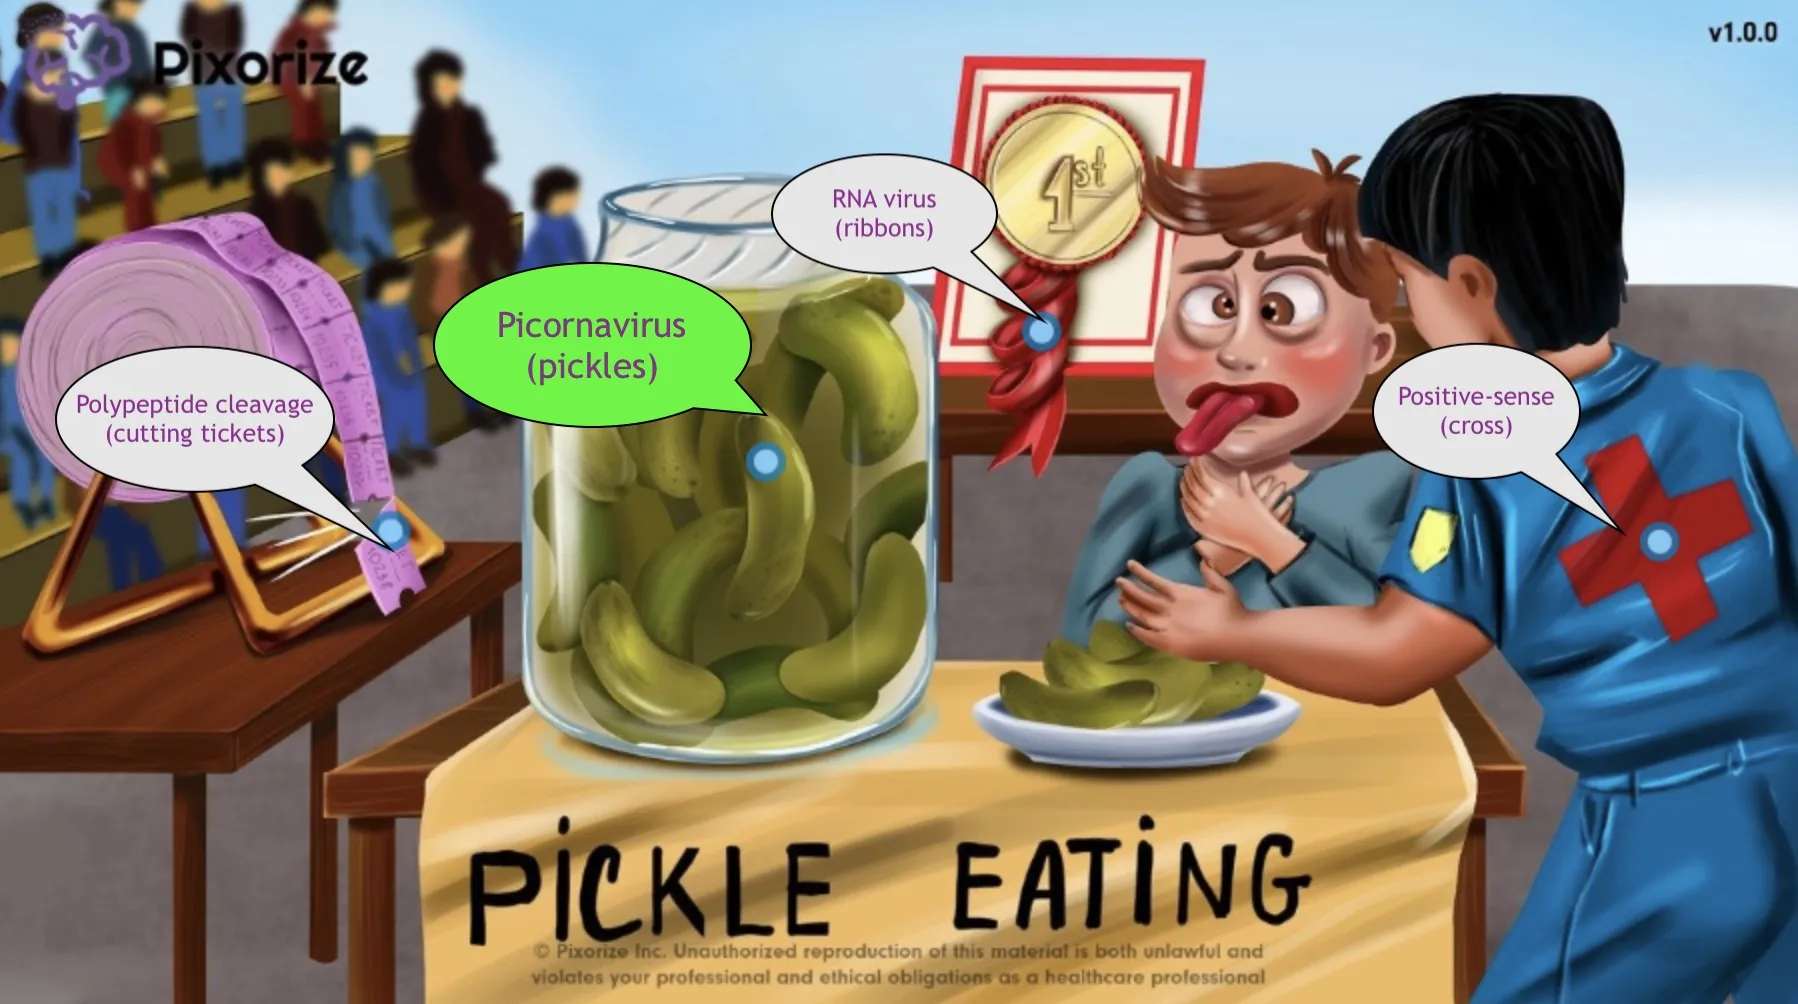 Pixorize
v1.0.0
1st
RNA virus
(ribbons)
Picornavirus
(pickles)
Polypeptide cleavage
(cutting tickets)
Positive-sense
(cross)
PiCKLE EATiNG
© Pixorize Inc. Unauthorized reproduction of this material is both unlawful and
violates your professional and ethical obligations as a healthcare professional